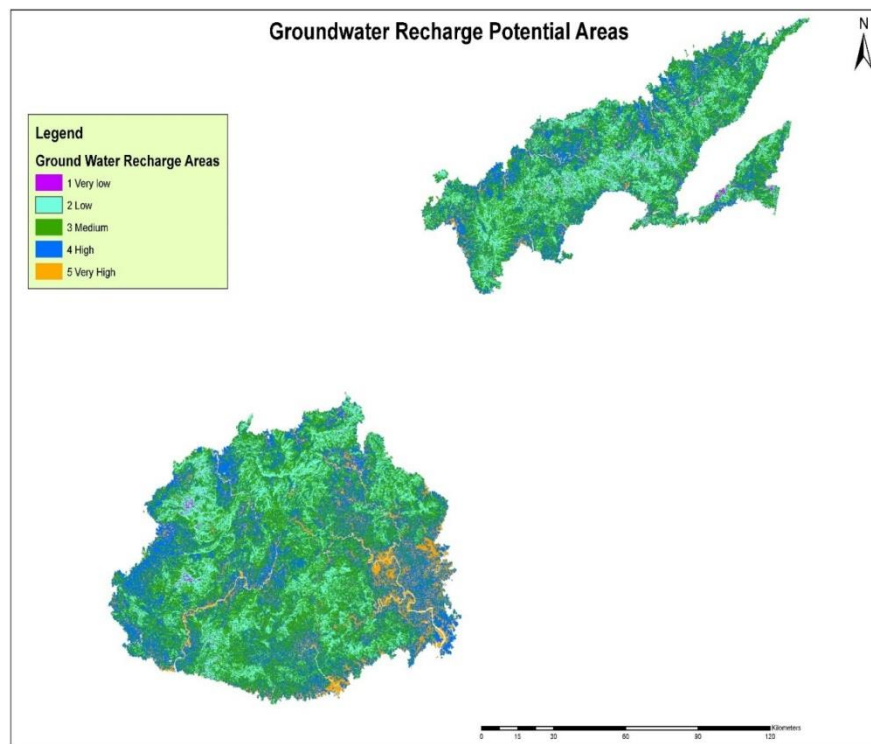 Groundwater Recharge Potential Areas
N
Legend
Ground Water Recharge Areas
1 Very low
2 Low
3 Medium
4 High
5 Very High
Kilometers
0 15 30 60 90 120